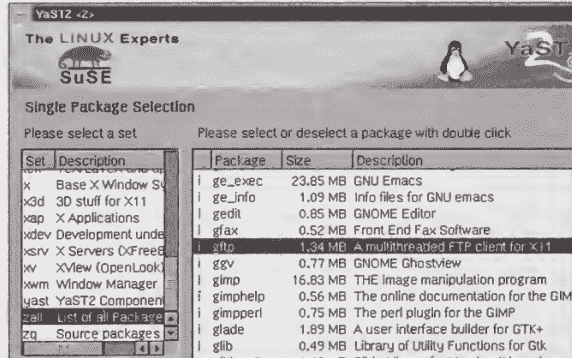 YaST2 <2>
The LINUX Experts
SuSE
YaST
2
Single Package Selection
Please select a set
Please select or deselect a package with double click
Set Description
x Base X Window Sy
x3d 3D stuff for X11
xap X Applications
xdev Development unde
xsrv X Servers (XFree8
xv XView (OpenLook)
xwm Window Manager
yast YaST2 Component
zall List of all Package
zq Source packages
Package Size Description
i ge_exec 23.85 MB GNU Emacs
i ge_info 1.09 MB Info files for GNU emacs
i gedit 0.85 MB GNOME Editor
i gfax 0.52 MB Front End Fax Software
i gftp 1.34 MB A multithreaded FTP client for X11
i ggv 0.77 MB GNOME Ghostview
i gimp 16.83 MB THE Image manipulation program
i gimphelp 0.56 MB The online documentation for the GIM
i gimpperl 0.75 MB The perl plugin for the GIMP
i glade 1.89 MB A user interface builder for GTK+
i glib 0.49 MB Library of Utility Functions for Gtk